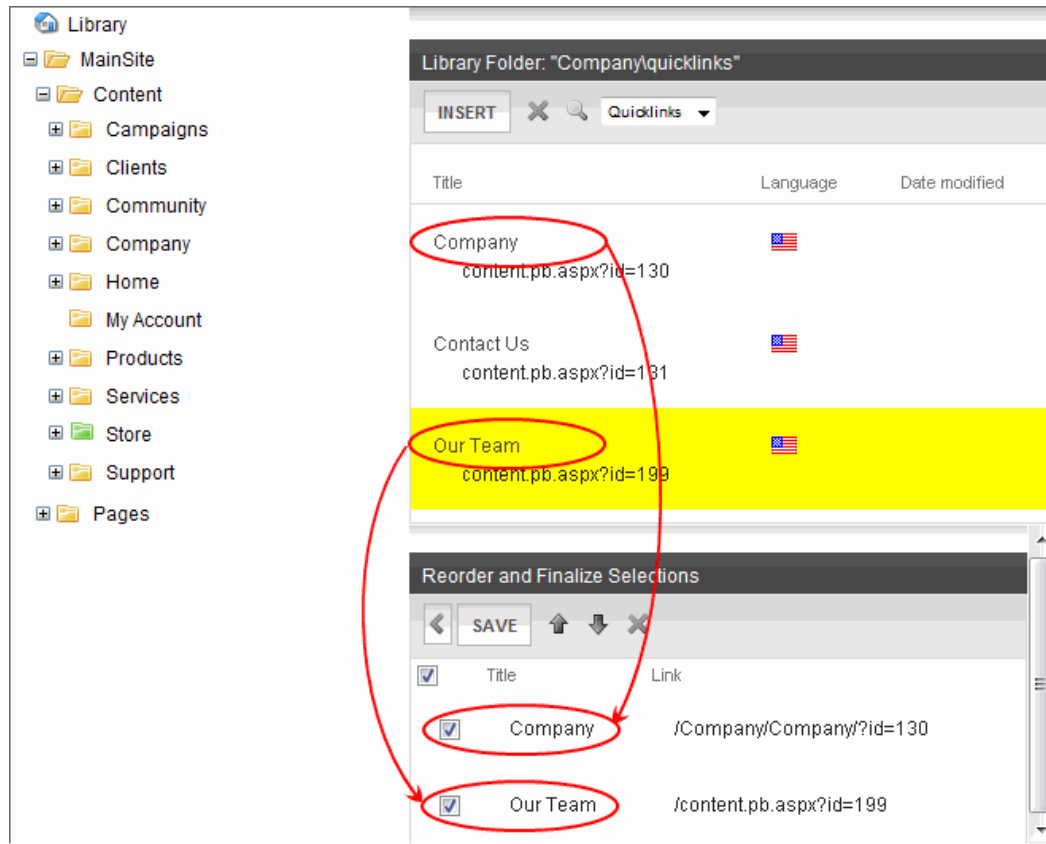 Library
MainSite
Content
Campaigns
Clients
Community
Company
Home
My Account
Products
Services
Store
Support
Pages
Library Folder: "Company\quicklinks"
INSERT Quicklinks
Title Language Date modified
Company
content.pb.aspx?id=130
Contact Us
content.pb.aspx?id=131
Our Team
content.pb.aspx?id=199
Reorder and Finalize Selections
SAVE
Title Link
Company /Company/Company/?id=130
Our Team /content.pb.aspx?id=199